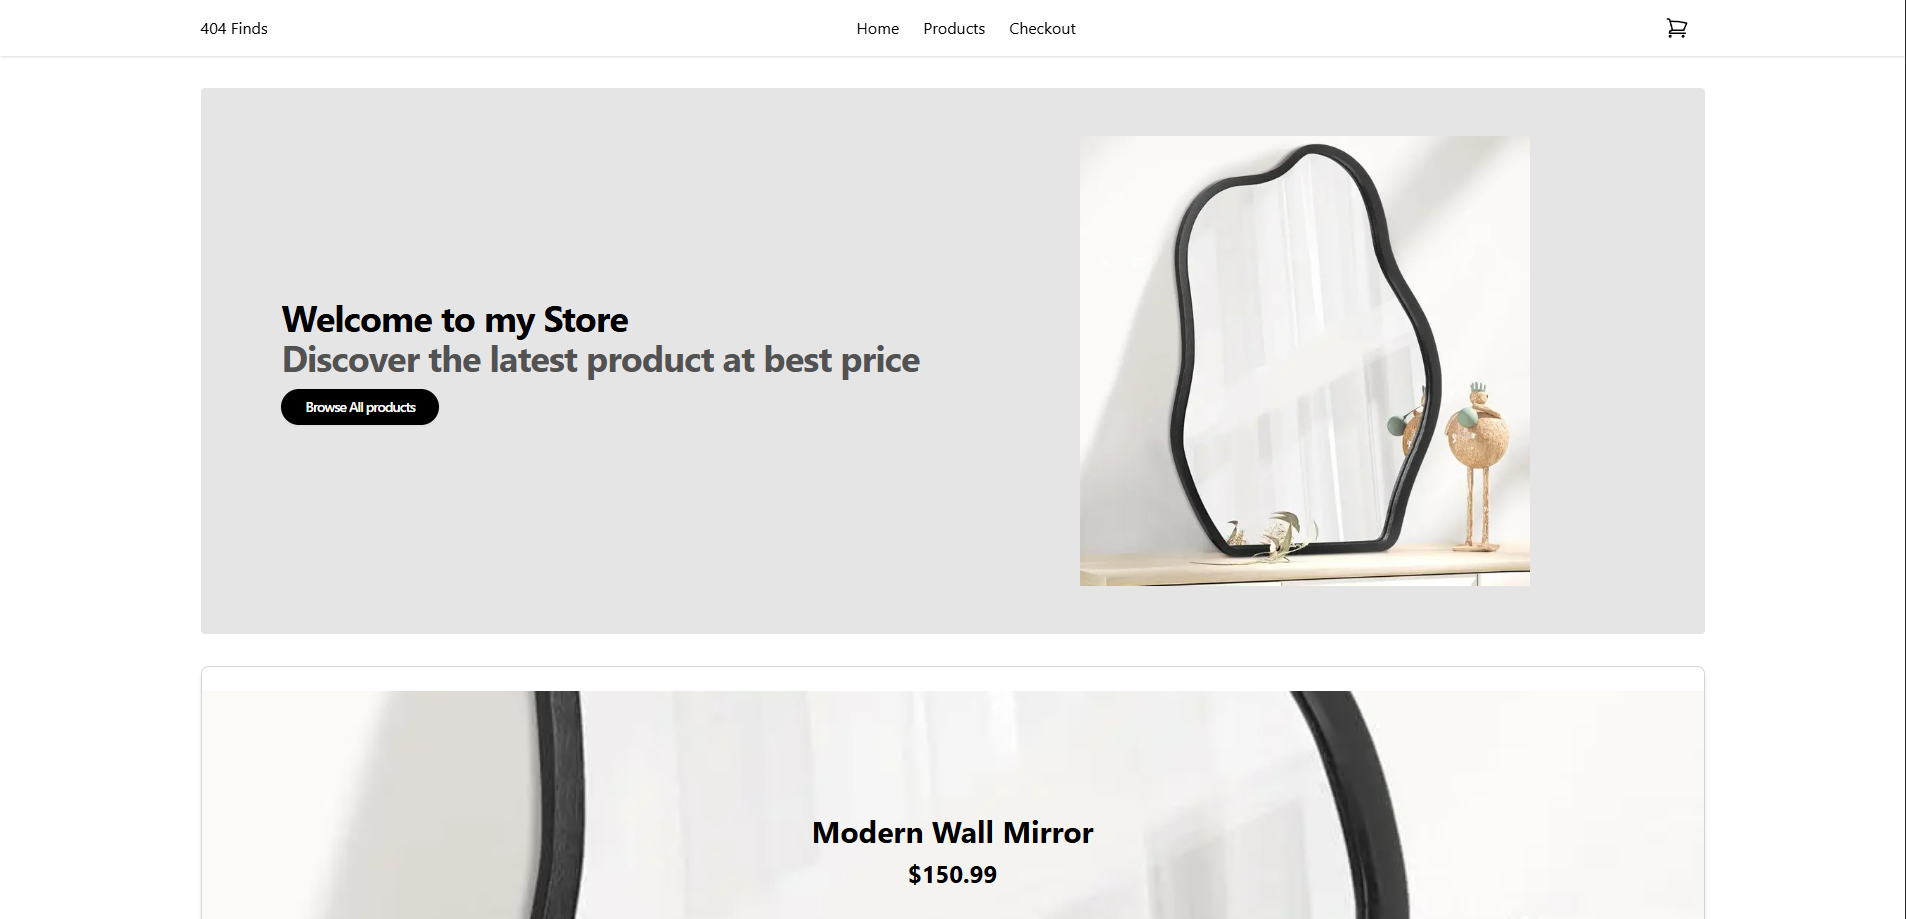 404 Finds
Home Products Checkout
Welcome to my Store
Discover the latest product at best price
Browse All products
Modern Wall Mirror
$150.99